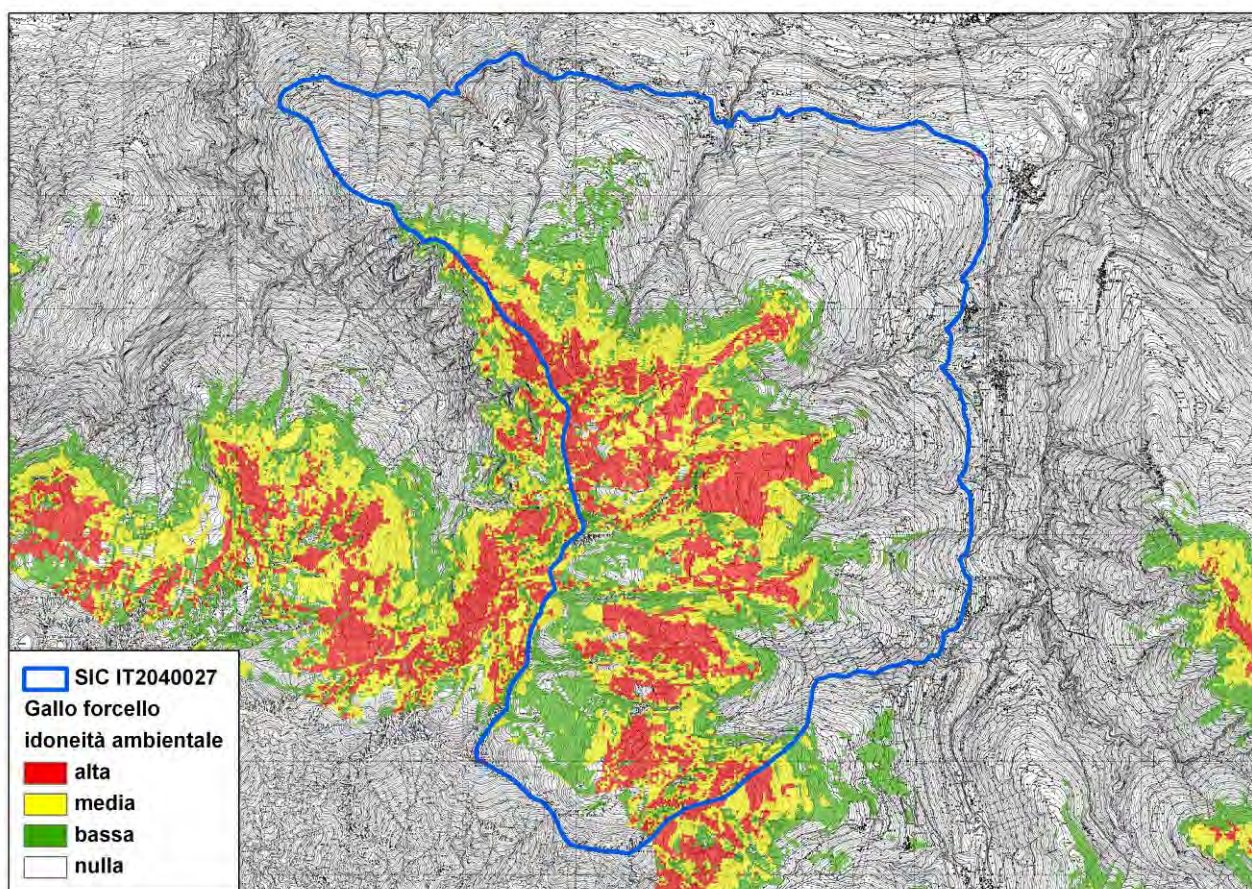 SIC IT2040027
Gallo forcello
idoneità ambientale
alta
media
bassa
nulla